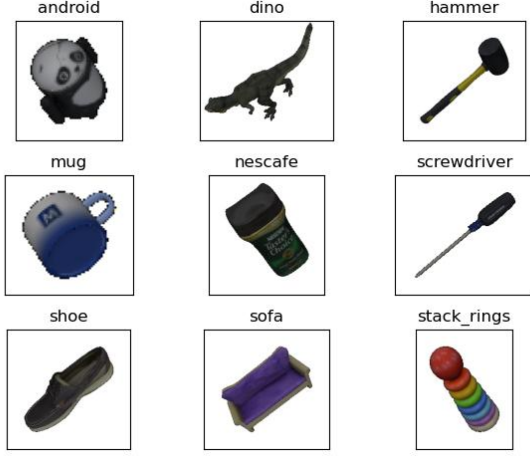 android
dino
hammer
mug
nescafe
screwdriver
M
shoe
sofa
stack_rings